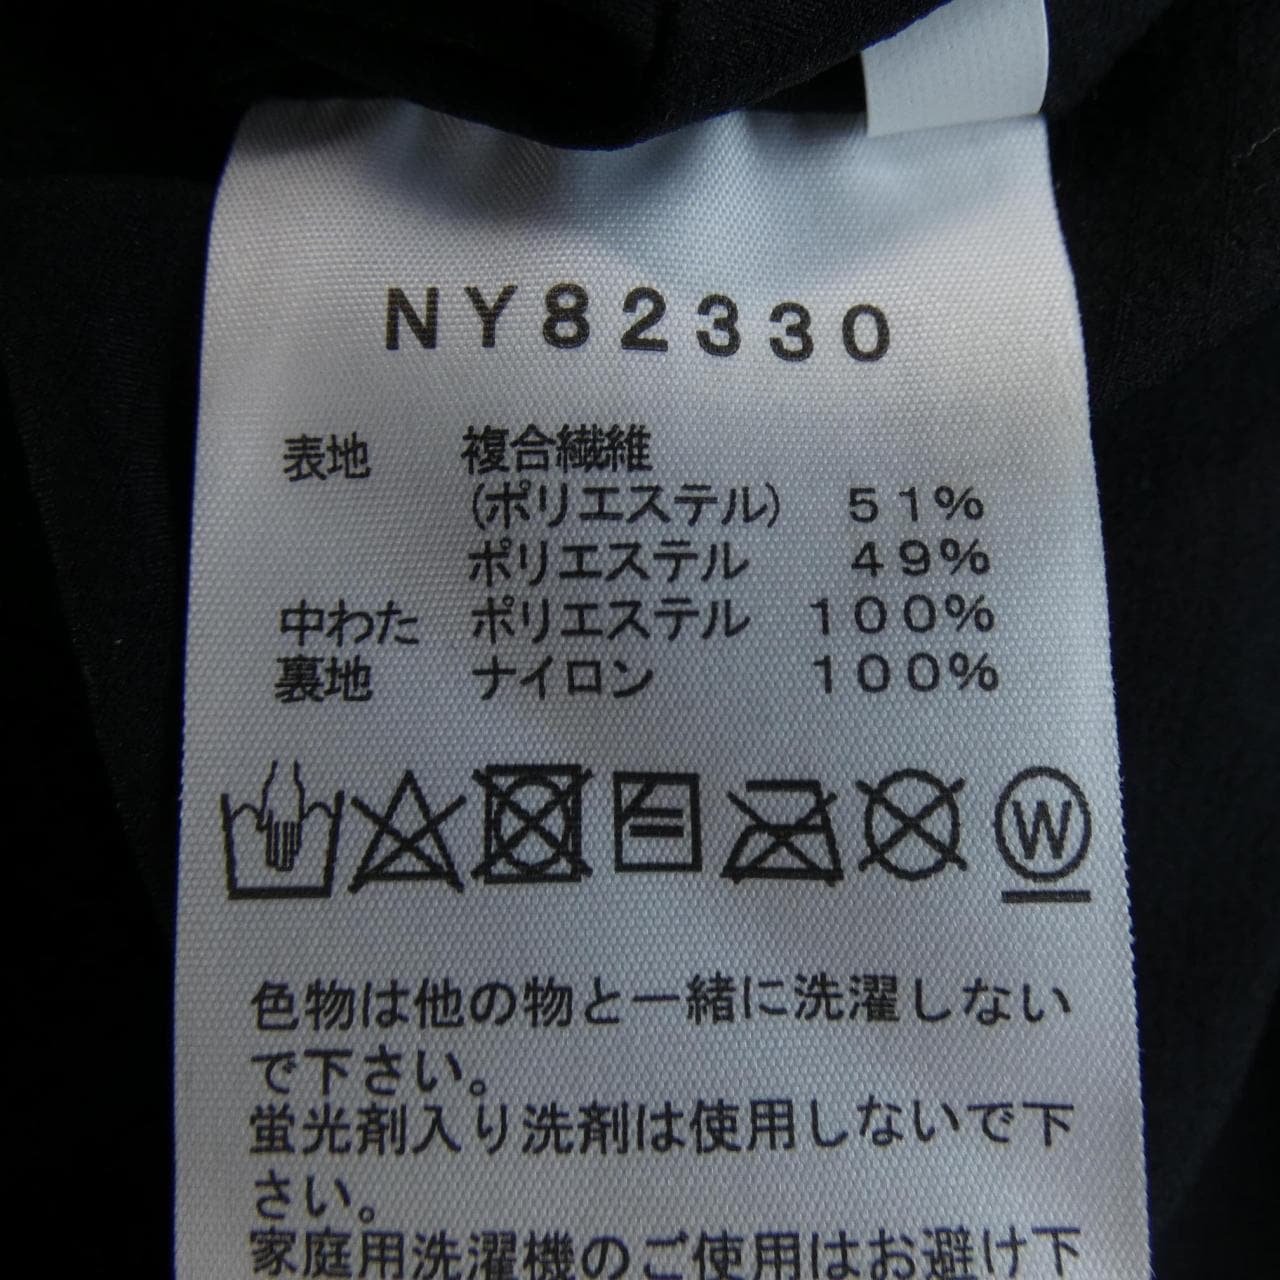 NY82330
表地 複合繊維
(ポリエステル) 51%
ポリエステル 49%
中わた ポリエステル 100%
裏地 ナイロン 100%
W
色物は他の物と一緒に洗濯しない
で下さい。
蛍光剤入り洗剤は使用しないで下
さい。
家庭用洗濯機のご使用はお避け下